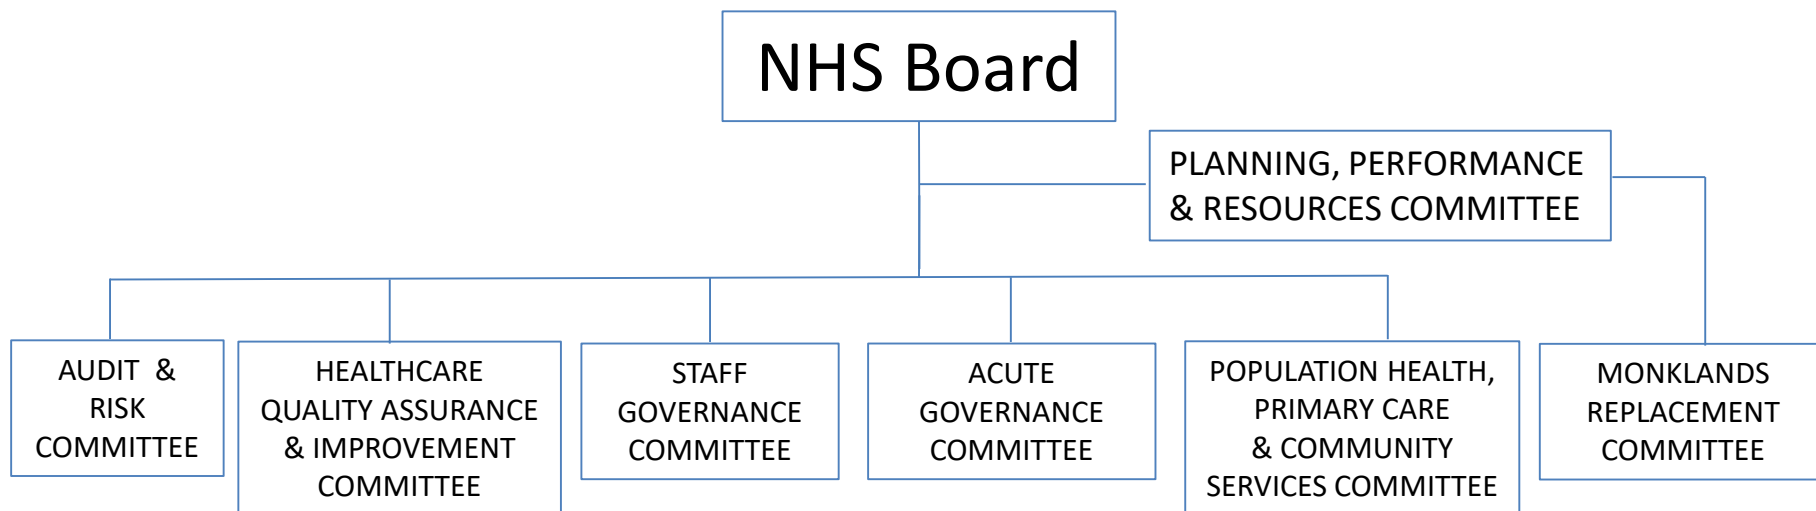 NHS Board
PLANNING, PERFORMANCE
& RESOURCES COMMITTEE
AUDIT &
RISK
COMMITTEE
HEALTHCARE
QUALITY ASSURANCE
& IMPROVEMENT
COMMITTEE
STAFF
GOVERNANCE
COMMITTEE
ACUTE
GOVERNANCE
COMMITTEE
POPULATION HEALTH,
PRIMARY CARE
& COMMUNITY
SERVICES COMMITTEE
MONKLANDS
REPLACEMENT
COMMITTEE